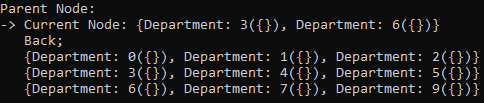 Parent Node:
-> Current Node: {Department: 3({}), Department: 6({})}
Back;
{Department: 0({}), Department: 1({}), Department: 2({})}
{Department: 3({}), Department: 4({}), Department: 5({})}
{Department: 6({}), Department: 7({}), Department: 9({})}